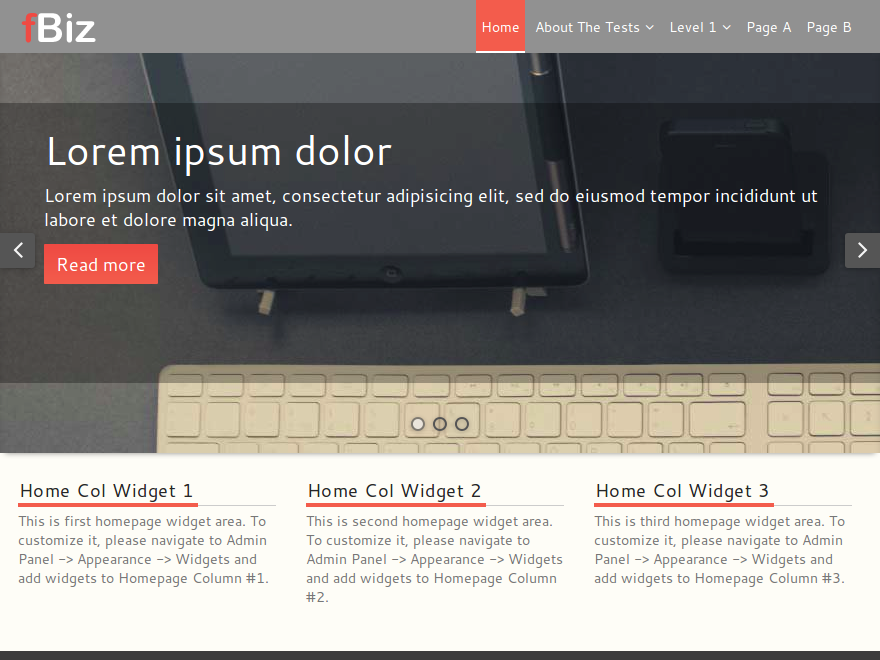 fBiz
Home About The Tests Level 1 Page A Page B
Lorem ipsum dolor
Lorem ipsum dolor sit amet, consectetur adipisicing elit, sed do eiusmod tempor incididunt ut
labore et dolore magna aliqua.
Read more
Home Col Widget 1
This is first homepage widget area. To
customize it, please navigate to Admin
Panel -> Appearance -> Widgets and
add widgets to Homepage Column #1.
Home Col Widget 2
This is second homepage widget area.
To customize it, please navigate to
Admin Panel -> Appearance -> Widgets
and add widgets to Homepage Column
#2.
Home Col Widget 3
This is third homepage widget area. To
customize it, please navigate to Admin
Panel -> Appearance -> Widgets and
add widgets to Homepage Column #3.